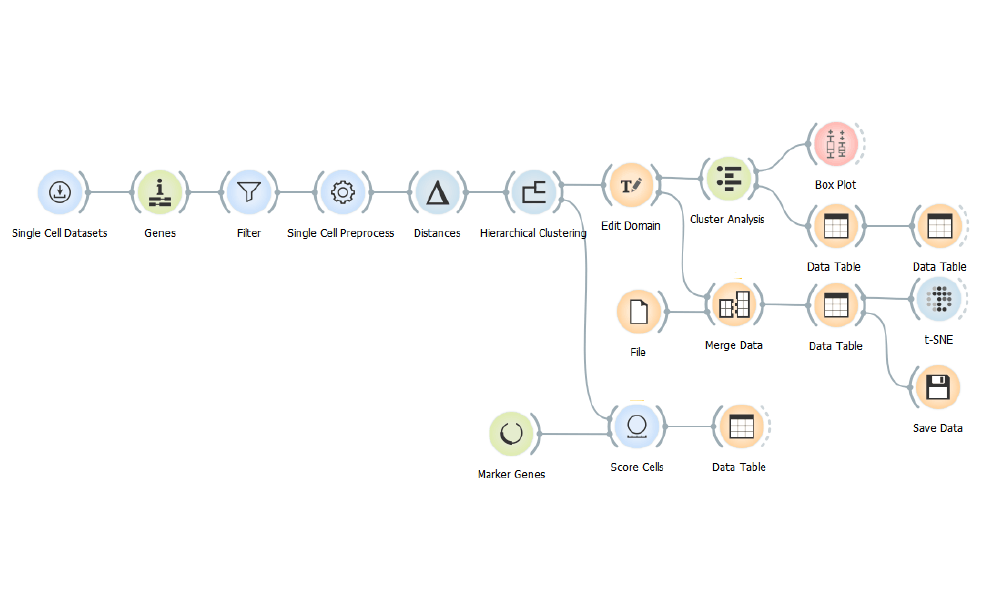 Box Plot
Single Cell Datasets
Genes
Filter
Single Cell Preprocess
Distances
Hierarchical Clustering
Edit Domain
Cluster Analysis
Data Table
Data Table
File
Merge Data
Data Table
t-SNE
Save Data
Marker Genes
Score Cells
Data Table